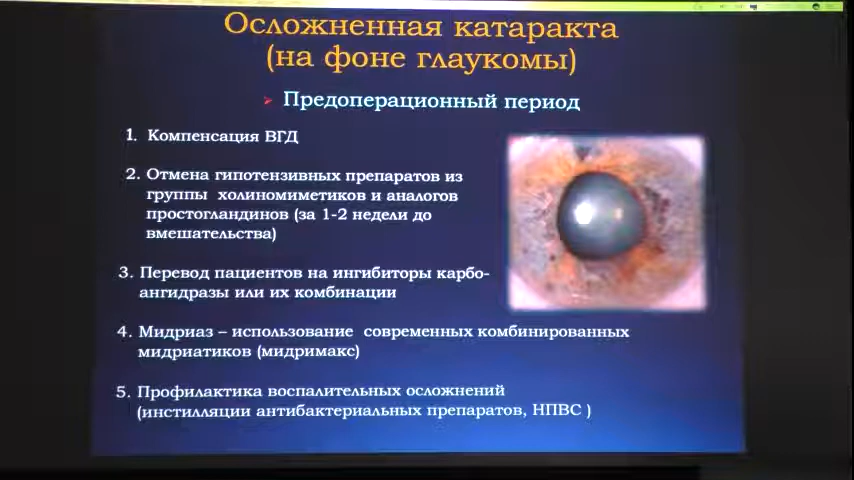 Осложненная катаракта
(на фоне глаукомы)
Предоперационный период
1. Компенсация ВГД
2. Отмена гипотензивных препаратов из
группы холиномиметиков и аналогов
простогландинов (за 1-2 недели до
вмешательства)
3. Перевод пациентов на ингибиторы карбо-
ангидразы или их комбинации
4. Мидриаз – использование современных комбинированных
мидриатиков (мидримакс)
5. Профилактика воспалительных осложнений
(инстилляции антибактериальных препаратов, НПВС )